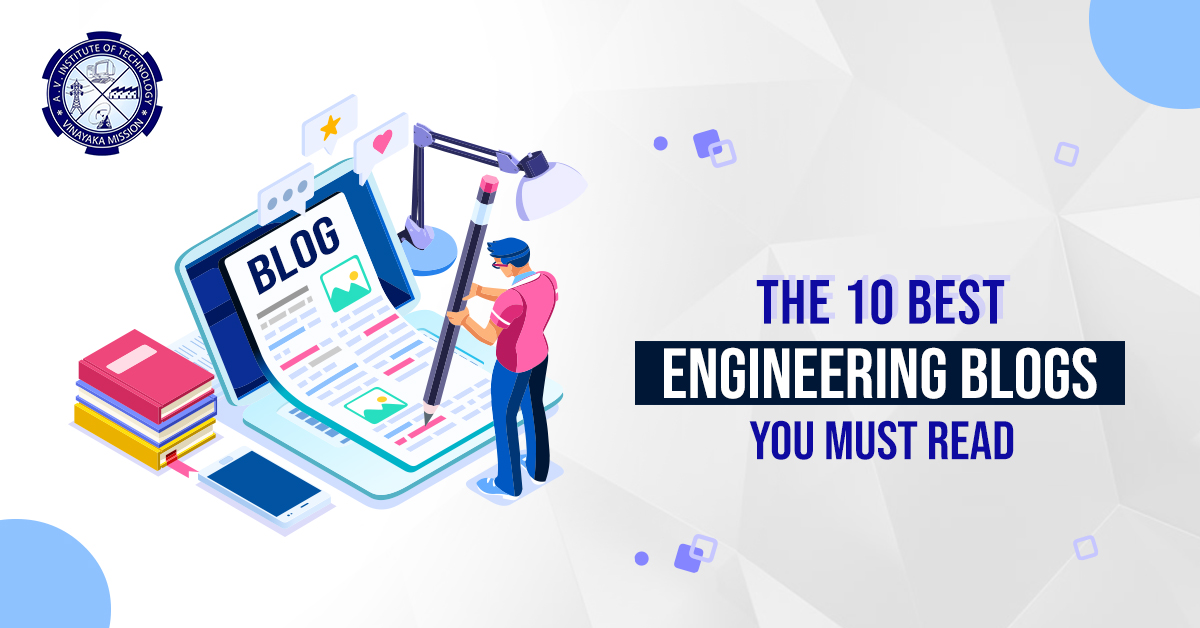 A.V. INSTITUTE OF TECHNOLOGY
* VINAYAKA MISSION *
BLOG
THE 10 BEST
ENGINEERING BLOGS
YOU MUST READ